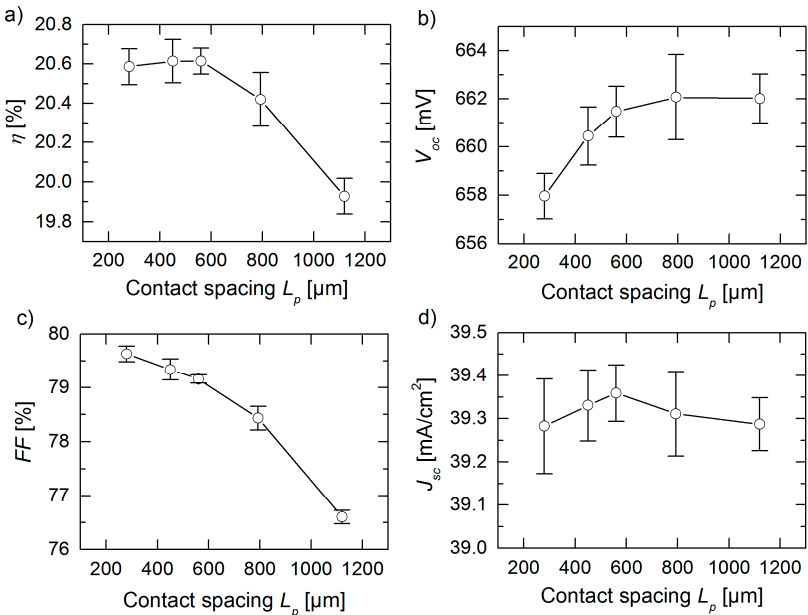 a)
20.8
20.6
20.4
20.2
20.0
19.8
η [%]
200 400 600 800 1000 1200
Contact spacing Lp [µm]
b)
664
662
660
658
656
Voc [mV]
200 400 600 800 1000 1200
Contact spacing Lp [µm]
c)
80
79
78
77
76
FF [%]
200 400 600 800 1000 1200
Contact spacing Lp [µm]
d)
39.5
39.4
39.3
39.2
39.1
39.0
Jsc [mA/cm²]
200 400 600 800 1000 1200
Contact spacing Lp [µm]